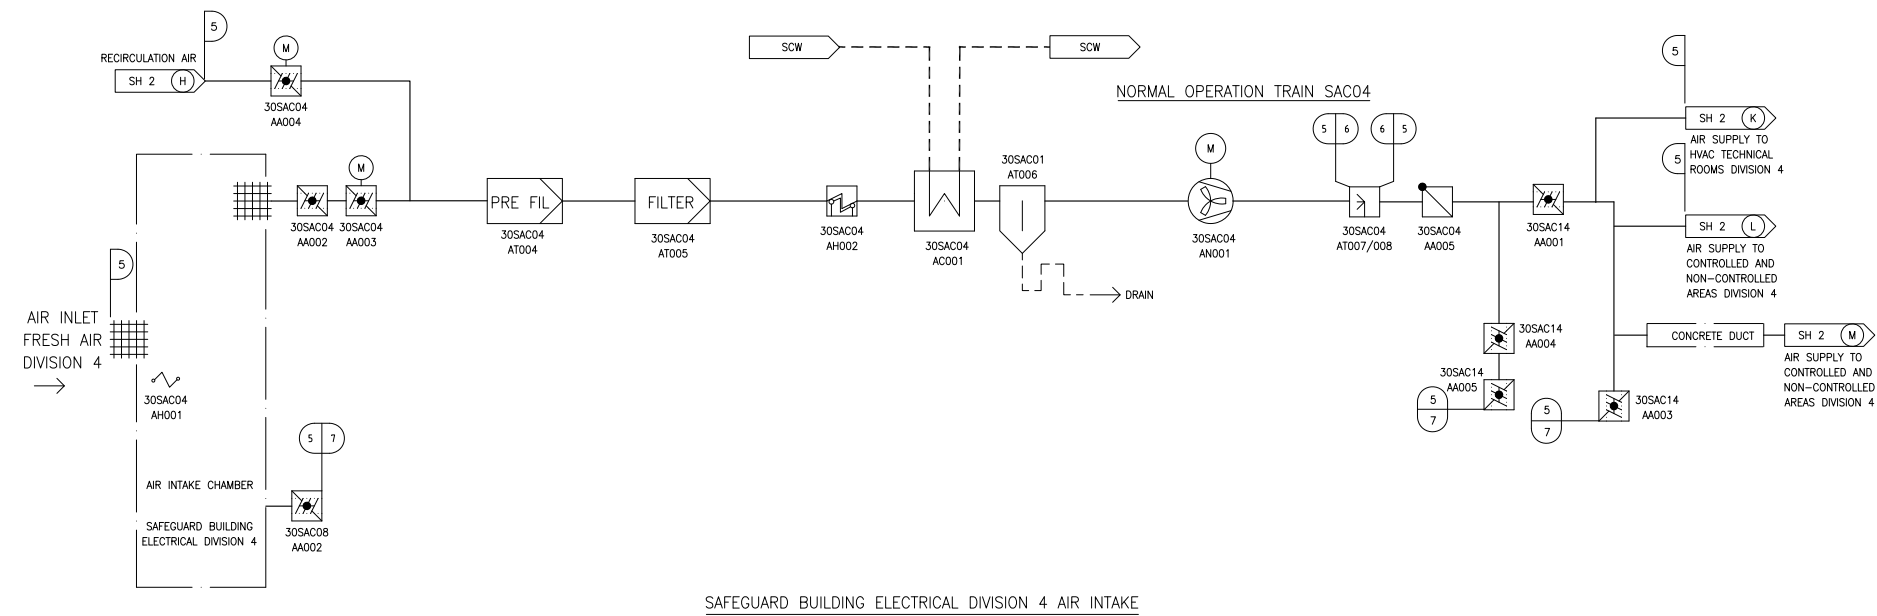 5
RECIRCULATION AIR
SH 2 H
M
30SAC04
AA004
SCW
SCW
NORMAL OPERATION TRAIN SAC04
5
SH 2 K
AIR SUPPLY TO
HVAC TECHNICAL
ROOMS DIVISION 4
5
M
30SAC04
AA002
30SAC04
AA003
PRE FIL
30SAC04
AT004
FILTER
30SAC04
AT005
30SAC04
AH002
30SAC04
AC001
30SAC01
AT006
DRAIN
M
30SAC04
AN001
5 6
6 5
30SAC04
AT007/008
30SAC04
AA005
30SAC14
AA001
SH 2 L
AIR SUPPLY TO
CONTROLLED AND
NON-CONTROLLED
AREAS DIVISION 4
5
AIR INLET
FRESH AIR
DIVISION 4
30SAC04
AH001
30SAC14
AA004
30SAC14
AA005
5
7
5
7
30SAC14
AA003
CONCRETE DUCT
SH 2 M
AIR SUPPLY TO
CONTROLLED AND
NON-CONTROLLED
AREAS DIVISION 4
5 7
AIR INTAKE CHAMBER
SAFEGUARD BUILDING
ELECTRICAL DIVISION 4
30SAC08
AA002
SAFEGUARD BUILDING ELECTRICAL DIVISION 4 AIR INTAKE